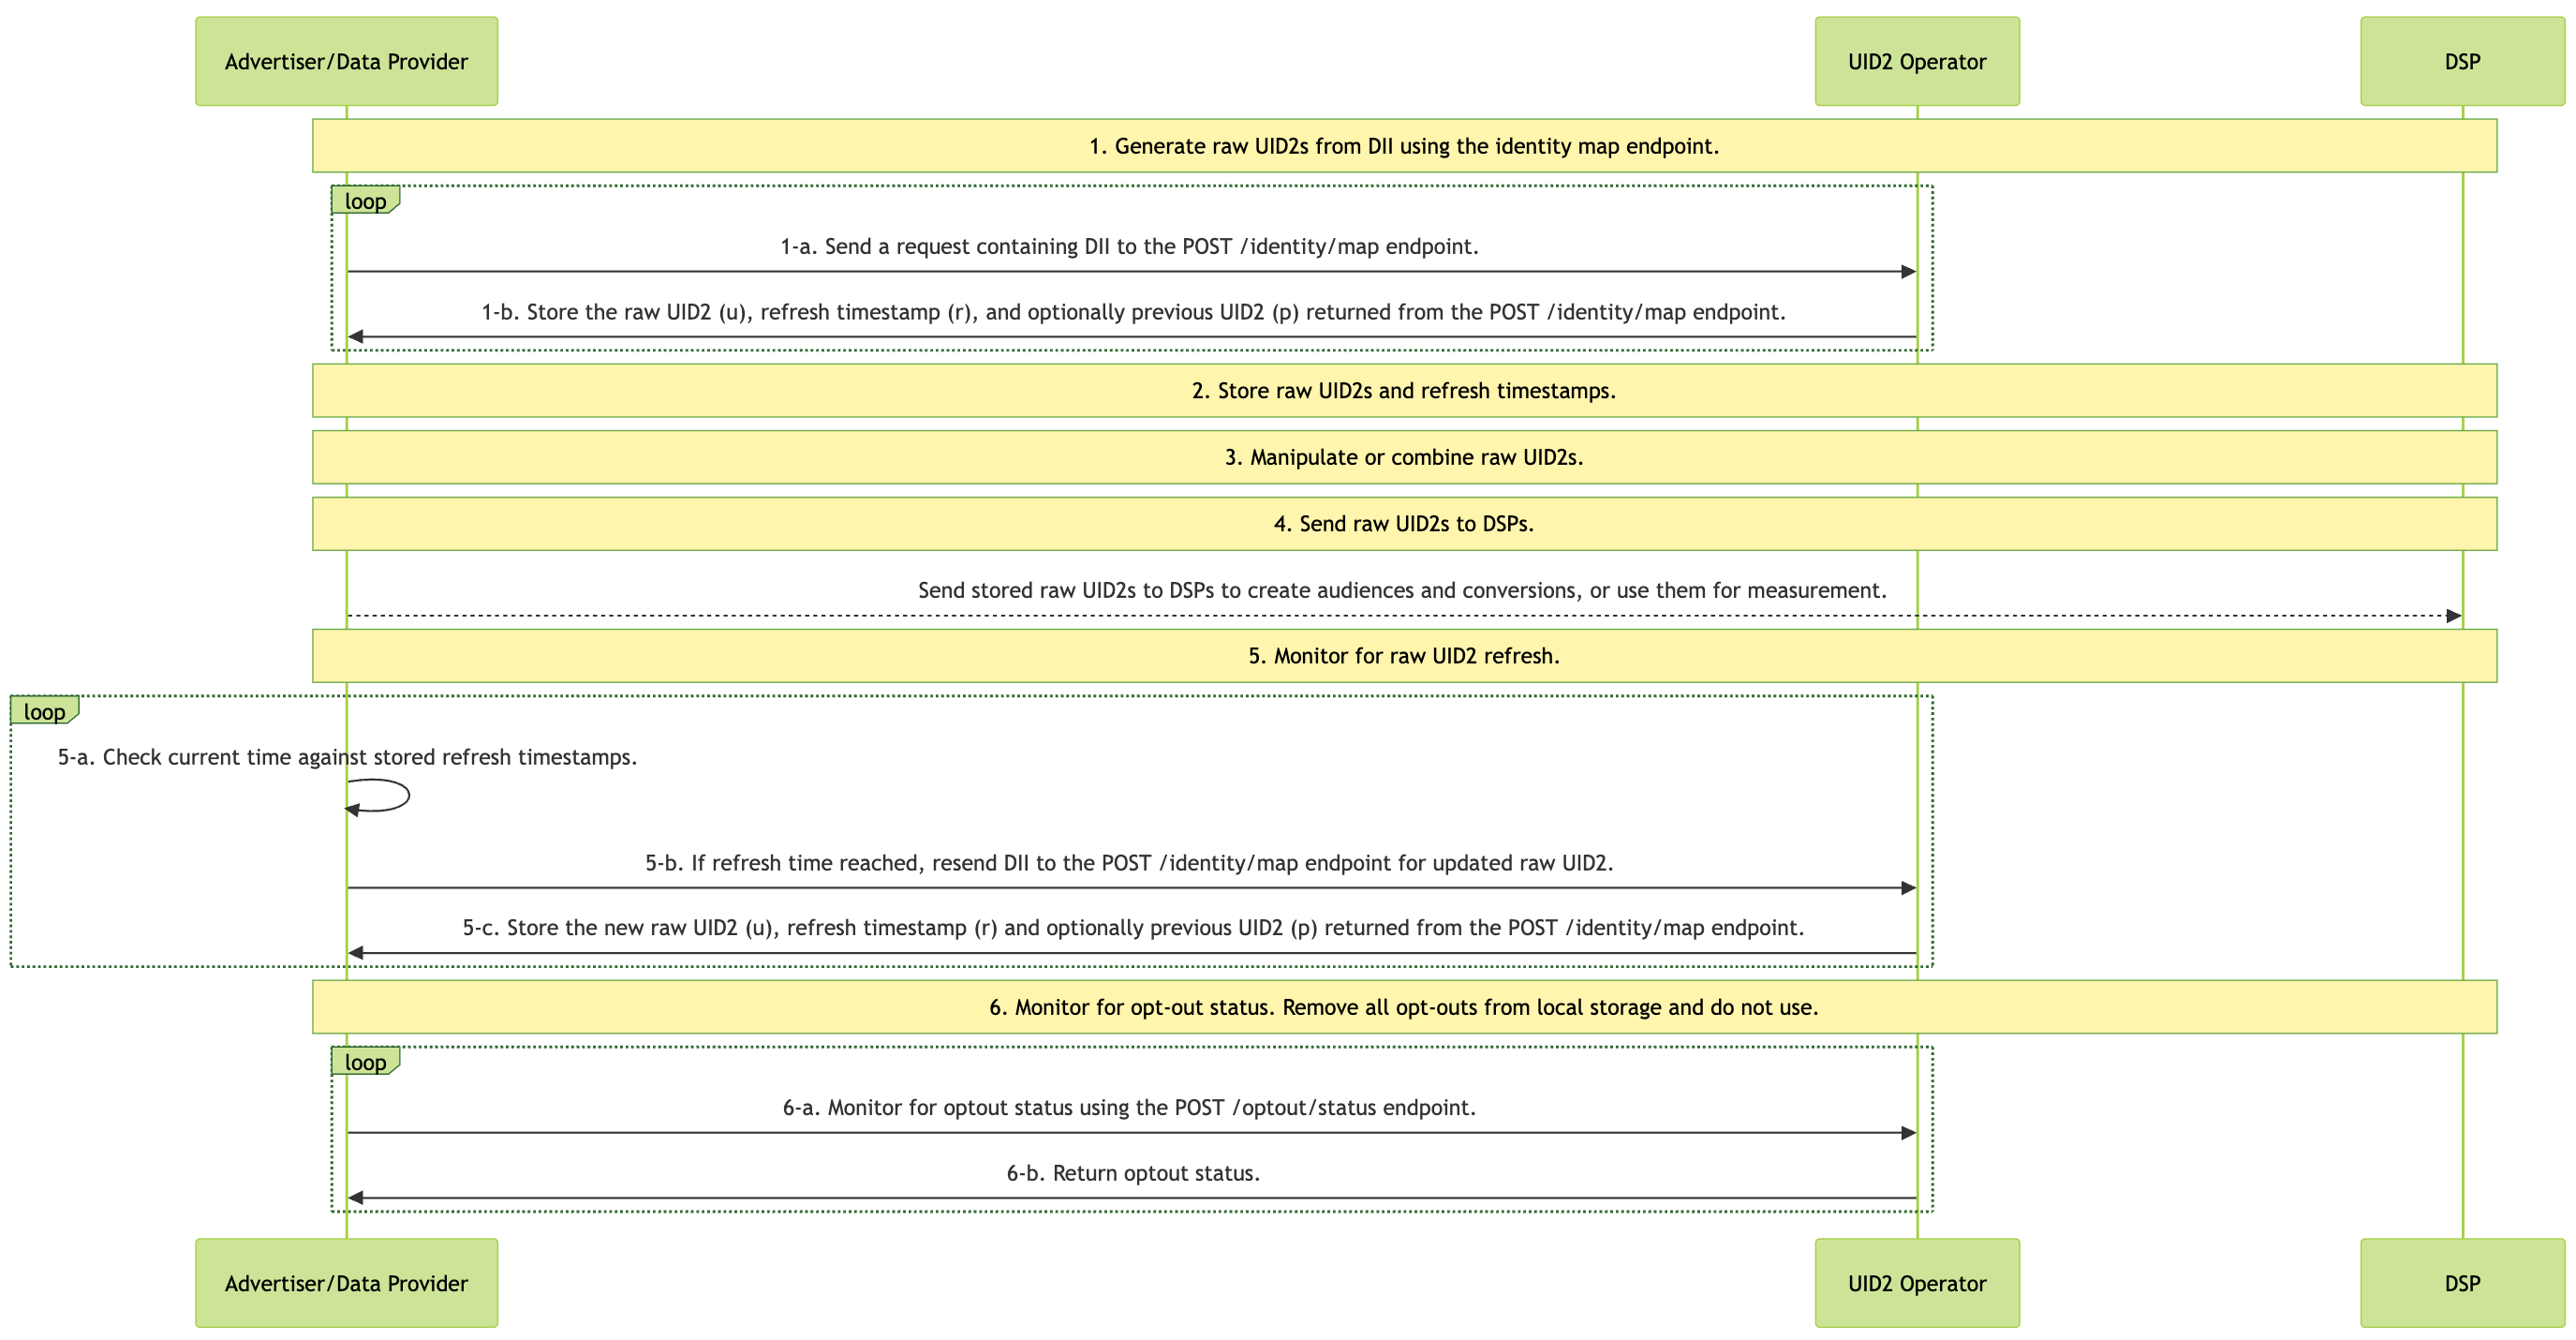 Advertiser/Data Provider
UID2 Operator
DSP
1. Generate raw UID2s from DII using the identity map endpoint.
loop
1-a. Send a request containing DII to the POST /identity/map endpoint.
1-b. Store the raw UID2 (u), refresh timestamp (r), and optionally previous UID2 (p) returned from the POST /identity/map endpoint.
2. Store raw UID2s and refresh timestamps.
3. Manipulate or combine raw UID2s.
4. Send raw UID2s to DSPs.
Send stored raw UID2s to DSPs to create audiences and conversions, or use them for measurement.
5. Monitor for raw UID2 refresh.
loop
5-a. Check current time against stored refresh timestamps.
5-b. If refresh time reached, resend DII to the POST /identity/map endpoint for updated raw UID2.
5-c. Store the new raw UID2 (u), refresh timestamp (r) and optionally previous UID2 (p) returned from the POST /identity/map endpoint.
6. Monitor for opt-out status. Remove all opt-outs from local storage and do not use.
loop
6-a. Monitor for optout status using the POST /optout/status endpoint.
6-b. Return optout status.
Advertiser/Data Provider
UID2 Operator
DSP